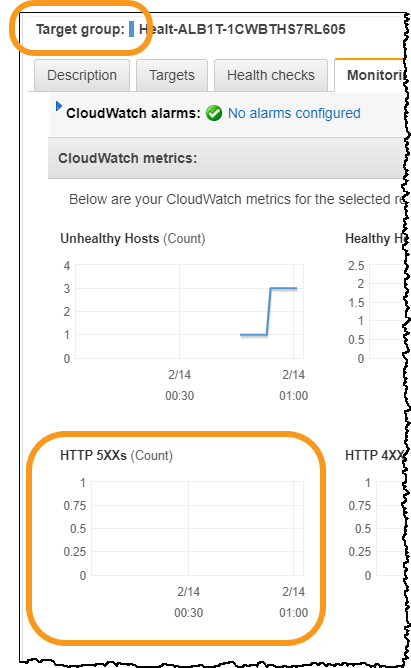 Target group: Healt-ALB1T-1CWBTHS7RL605
Description Targets Health checks Monitori
CloudWatch alarms: No alarms configured
CloudWatch metrics:
Below are your CloudWatch metrics for the selected re
Unhealthy Hosts (Count) Healthy H
4 2.5
3 2
2 1.5
1 1
0 0.5
0
2/14 2/14
00:30 01:00
HTTP 5XXs (Count) HTTP 4XX
1 1
0.75 0.75
0.5 0.5
0.25 0.25
0 0
2/14 2/14
00:30 01:00